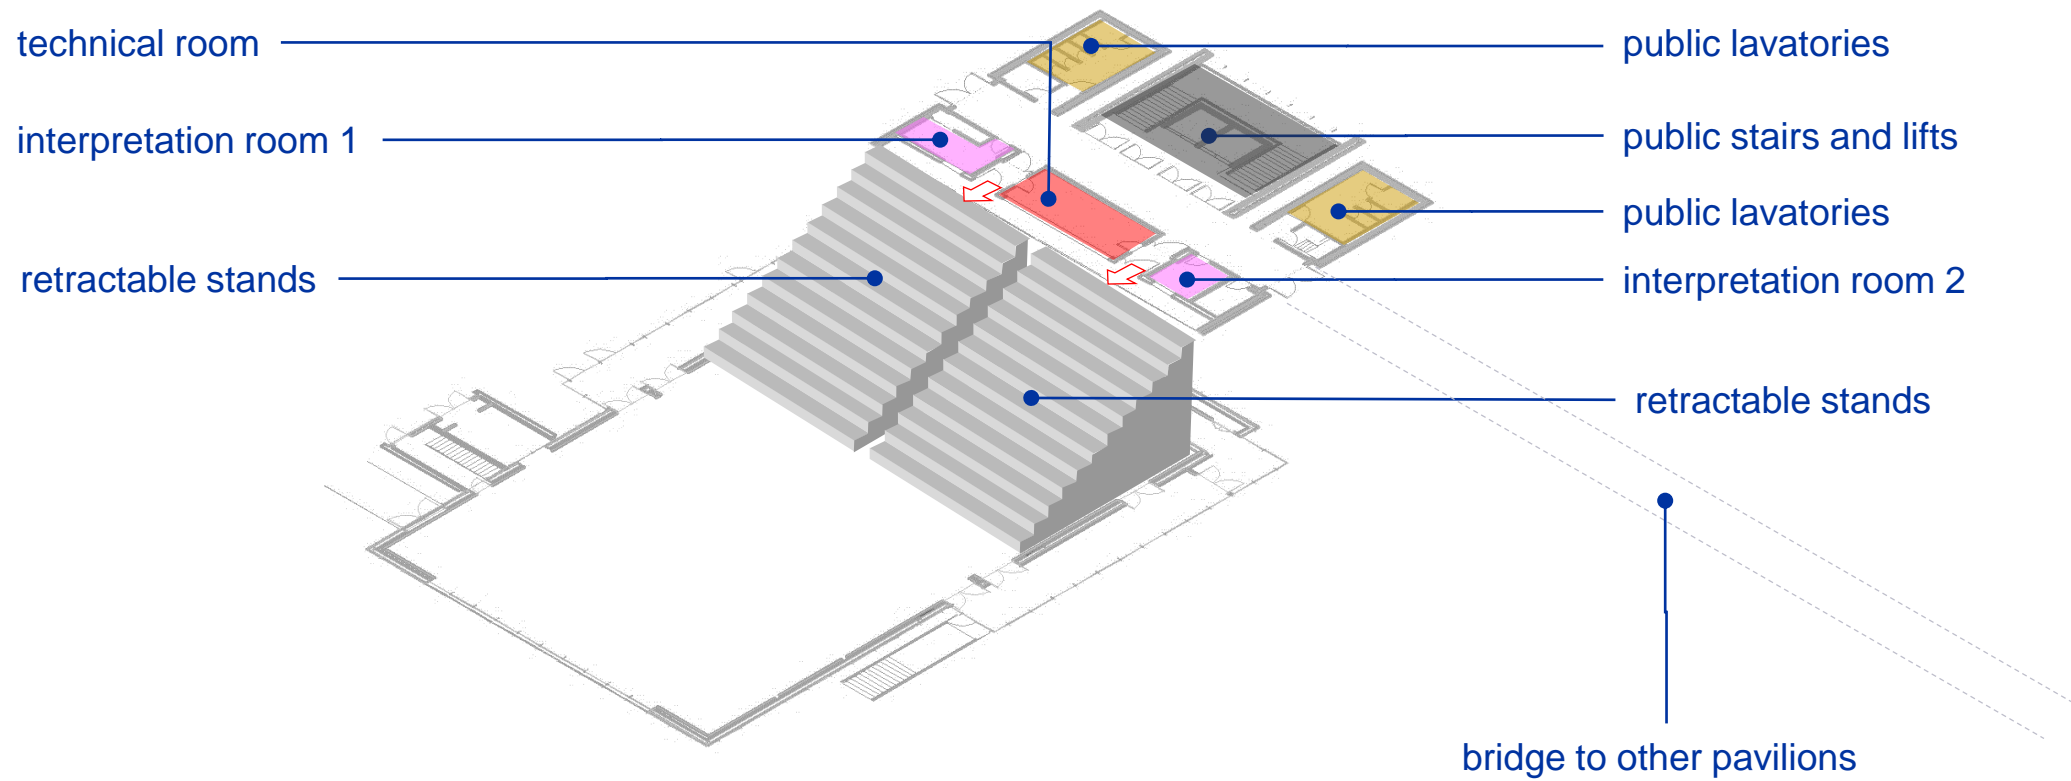 technical room
public lavatories
interpretation room 1
public stairs and lifts
public lavatories
retractable stands
interpretation room 2
retractable stands
bridge to other pavilions